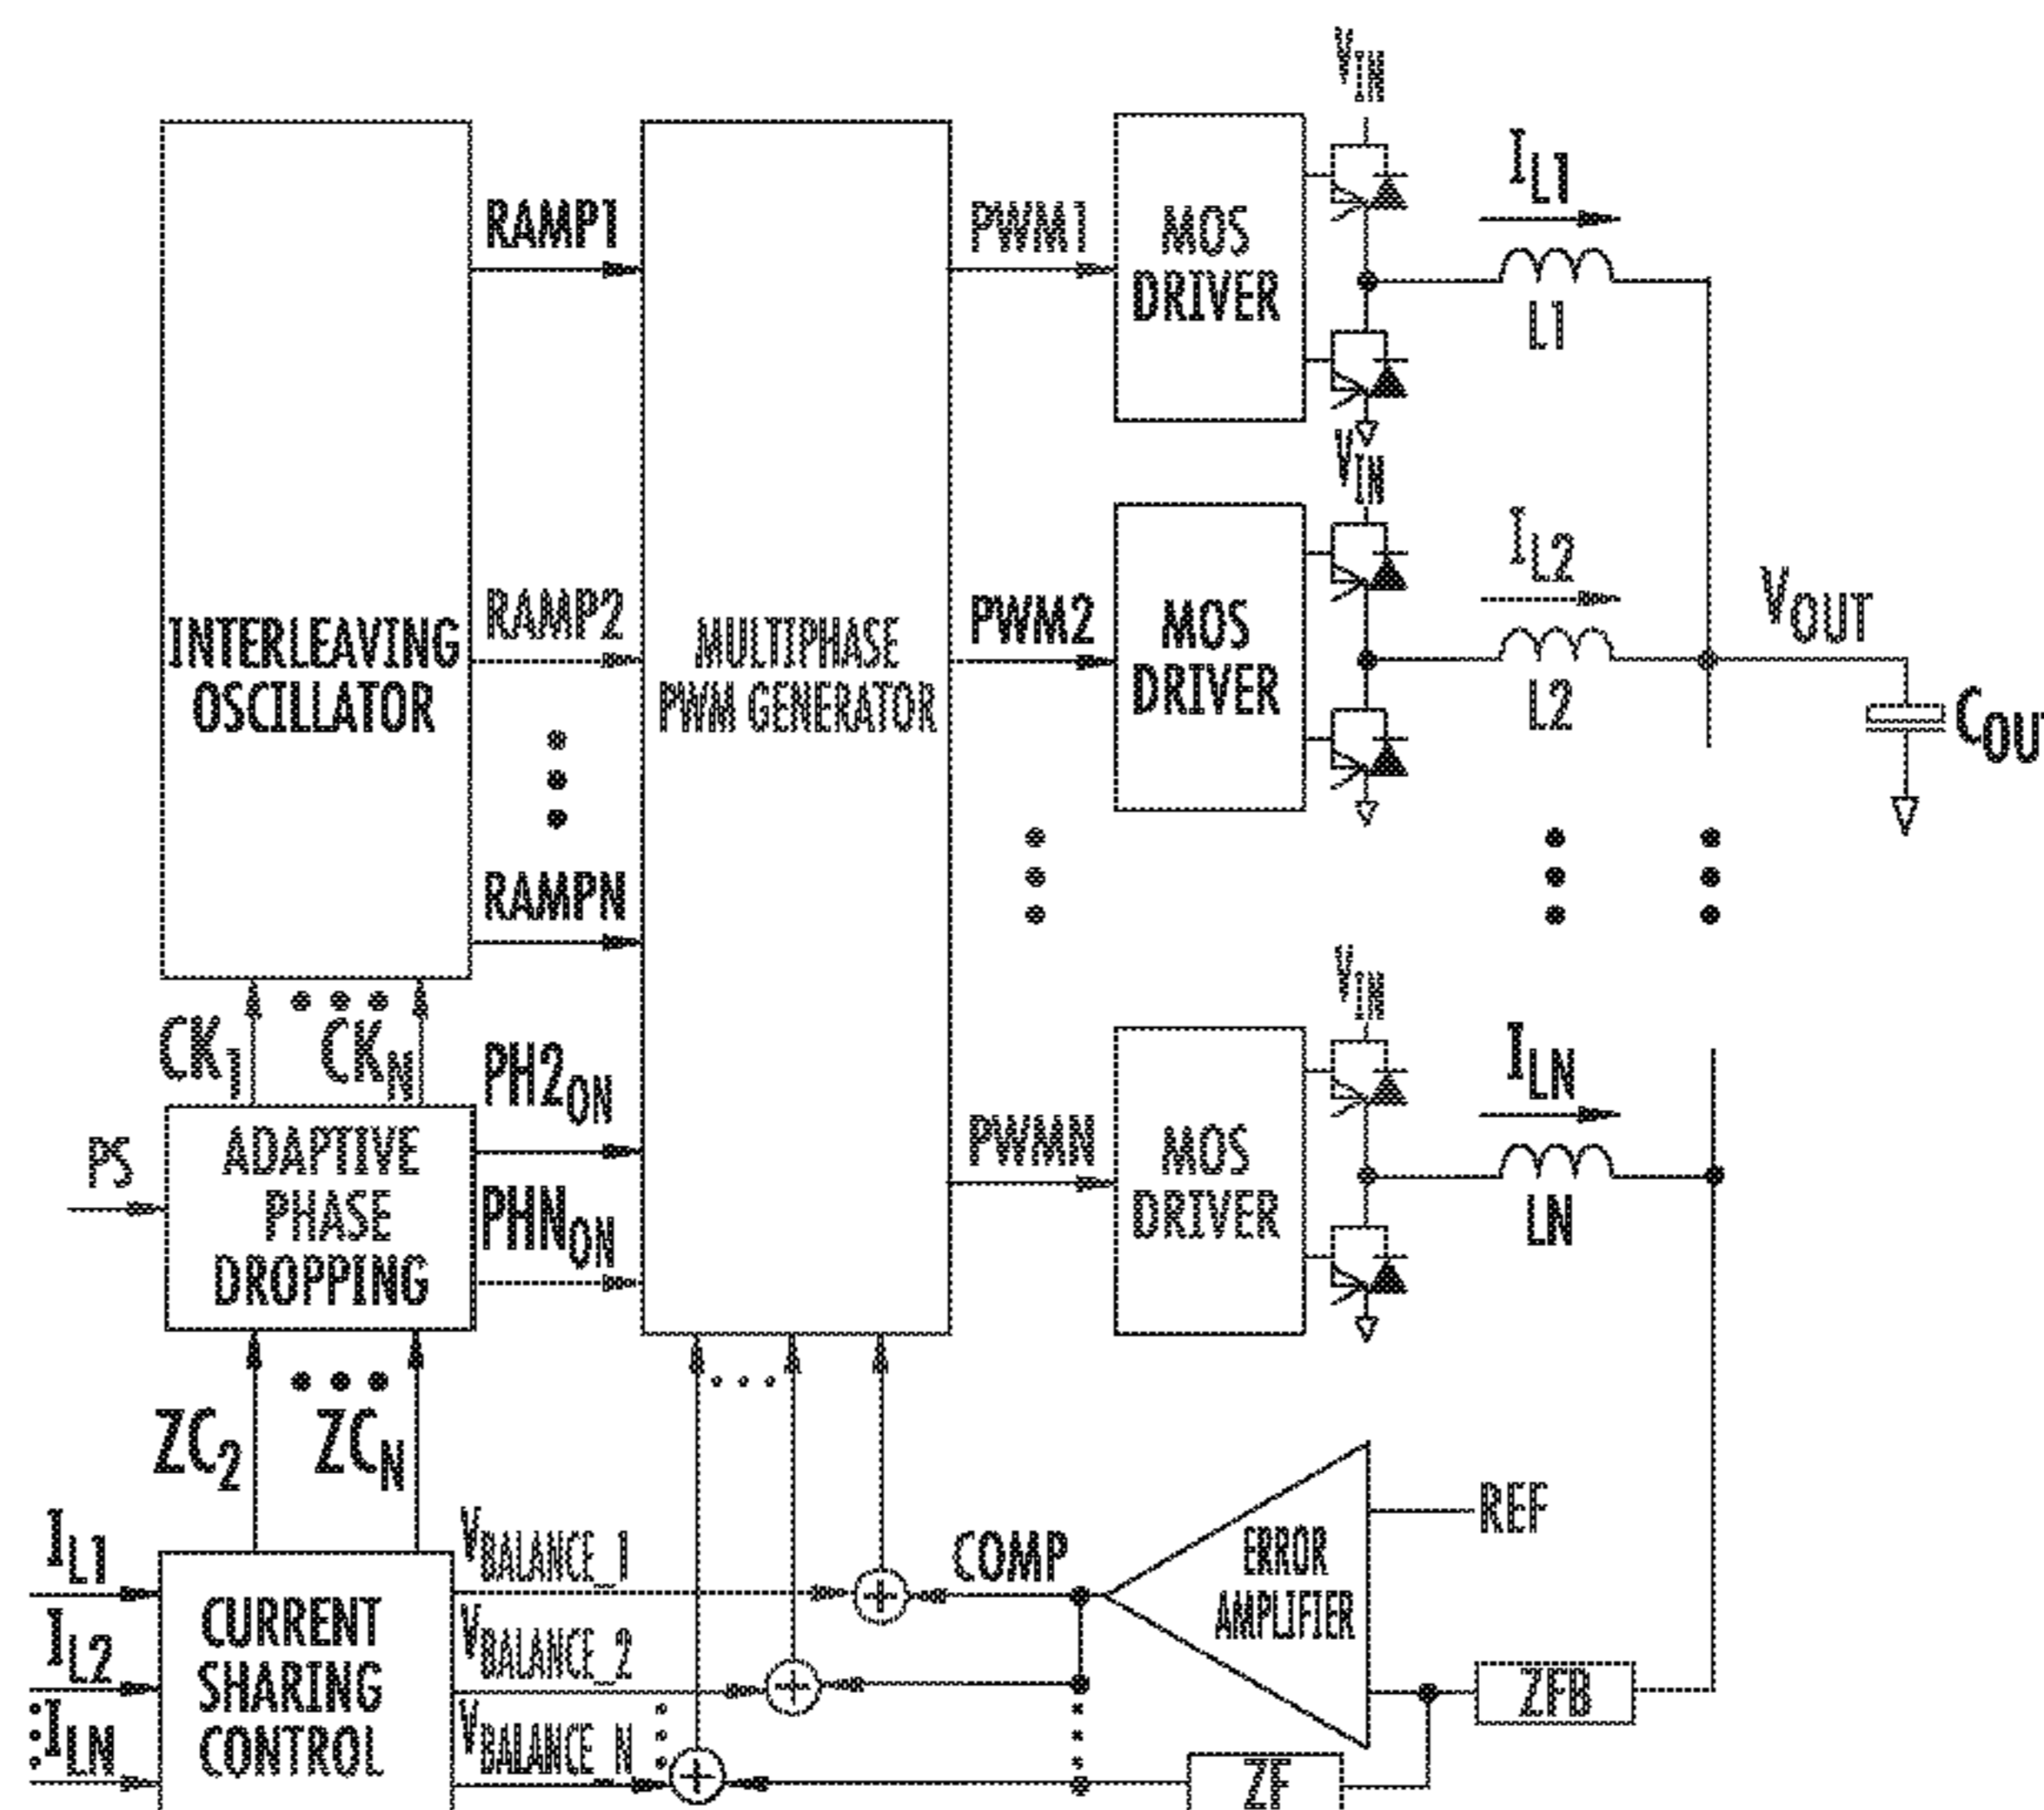 V_IN
I_L1
RAMP1
PWM1
MOS
DRIVER
L1
V_IN
I_L2
RAMP2
PWM2
MOS
DRIVER
L2
V_OUT
C_OU
INTERLEAVING
OSCILLATOR
MULTIPHASE
PWM GENERATOR
RAMPN
V_IN
CK_1
CK_N
I_LN
PH2_ON
PWMN
MOS
DRIVER
LN
PS
ADAPTIVE
PHASE
DROPPING
PHN_ON
ZC_2
ZC_N
REF
ERROR
AMPLIFIER
COMP
I_L1
I_L2
I_LN
CURRENT
SHARING
CONTROL
V_BALANCE_1
V_BALANCE_2
V_BALANCE_N
ZFB
ZF